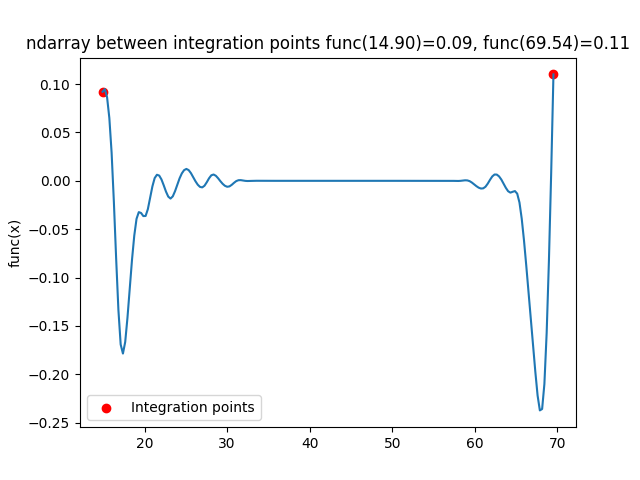 ndarray between integration points func(14.90)=0.09, func(69.54)=0.11
0.10
0.05
0.00
−0.05
−0.10
−0.15
−0.20
−0.25
func(x)
Integration points
20 30 40 50 60 70